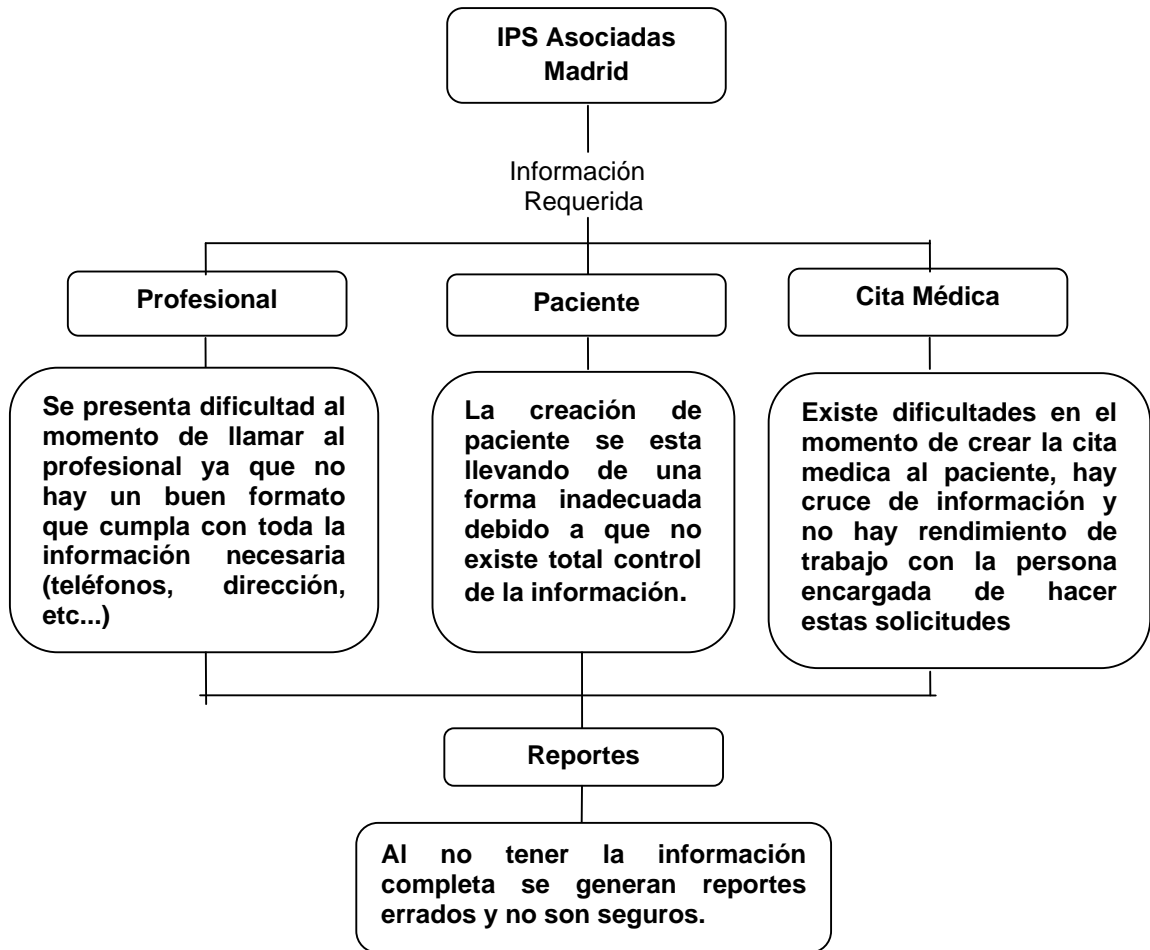 IPS Asociadas
Madrid
Información
Requerida
Profesional
Paciente
Cita Médica
Se presenta dificultad al
momento de llamar al
profesional ya que no
hay un buen formato
que cumpla con toda la
información necesaria
(teléfonos, dirección,
etc...)
La creación de
paciente se esta
llevando de una
forma inadecuada
debido a que no
existe total control
de la información.
Existe dificultades en el
momento de crear la cita
medica al paciente, hay
cruce de información y
no hay rendimiento de
trabajo con la persona
encargada de hacer
estas solicitudes
Reportes
Al no tener la información
completa se generan reportes
errados y no son seguros.